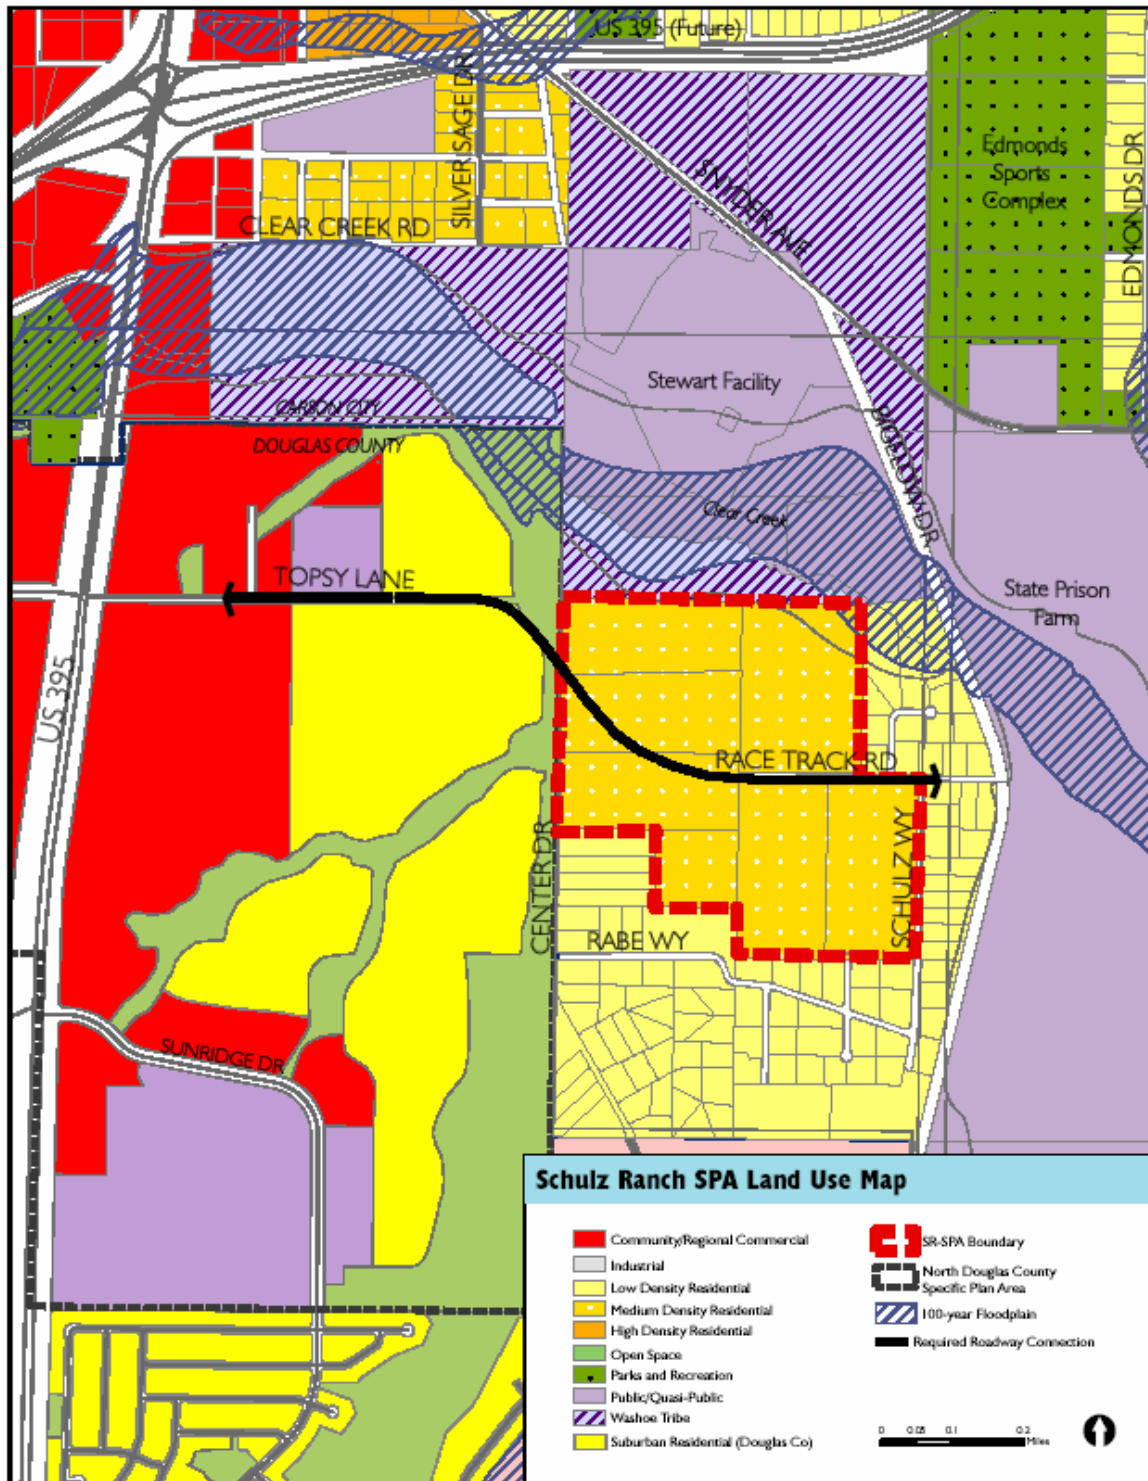 US 395 (Future)
SILVER SAGE DR
SNYDER AVE
Edmonds
Sports
Complex
EDMONDS DR
CLEAR CREEK RD
Stewart Facility
CARSON CITY
DOUGLAS COUNTY
BIGELOW DR
Clear Creek
TOPSY LANE
State Prison
Farm
US 395
RACE TRACK RD
CENTER DR
SCHULZ WY
RABE WY
SUNRIDGE DR
Schulz Ranch SPA Land Use Map
Community/Regional Commercial
Industrial
Low Density Residential
Medium Density Residential
High Density Residential
Open Space
Parks and Recreation
Public/Quasi-Public
Washoe Tribe
Suburban Residential (Douglas Co)
SR-SPA Boundary
North Douglas County
Specific Plan Area
100-year Floodplain
Required Roadway Connection
0 0.05 0.1 0.2
Miles